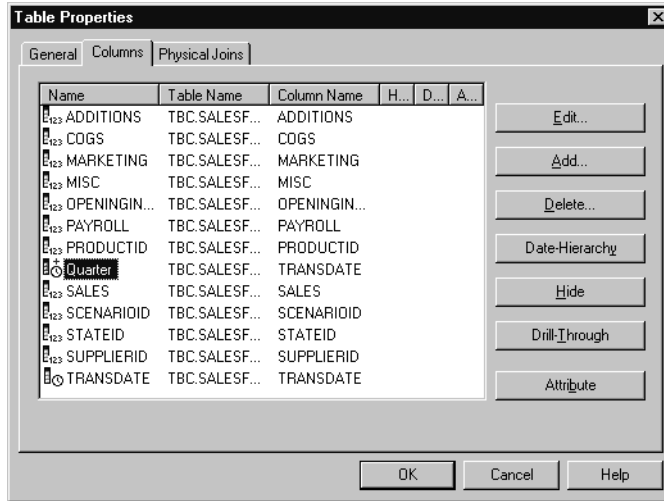 Table Properties
General Columns Physical Joins
Name Table Name Column Name H... D... A...
ADDITIONS TBC.SALESF... ADDITIONS
COGS TBC.SALESF... COGS
MARKETING TBC.SALESF... MARKETING
MISC TBC.SALESF... MISC
OPENINGIN... TBC.SALESF... OPENINGIN...
PAYROLL TBC.SALESF... PAYROLL
PRODUCTID TBC.SALESF... PRODUCTID
Quarter TBC.SALESF... TRANSDATE
SALES TBC.SALESF... SALES
SCENARIOID TBC.SALESF... SCENARIOID
STATEID TBC.SALESF... STATEID
SUPPLIERID TBC.SALESF... SUPPLIERID
TRANSDATE TBC.SALESF... TRANSDATE
Edit...
Add...
Delete...
Date-Hierarchy
Hide
Drill-Through
Attribute
OK Cancel Help